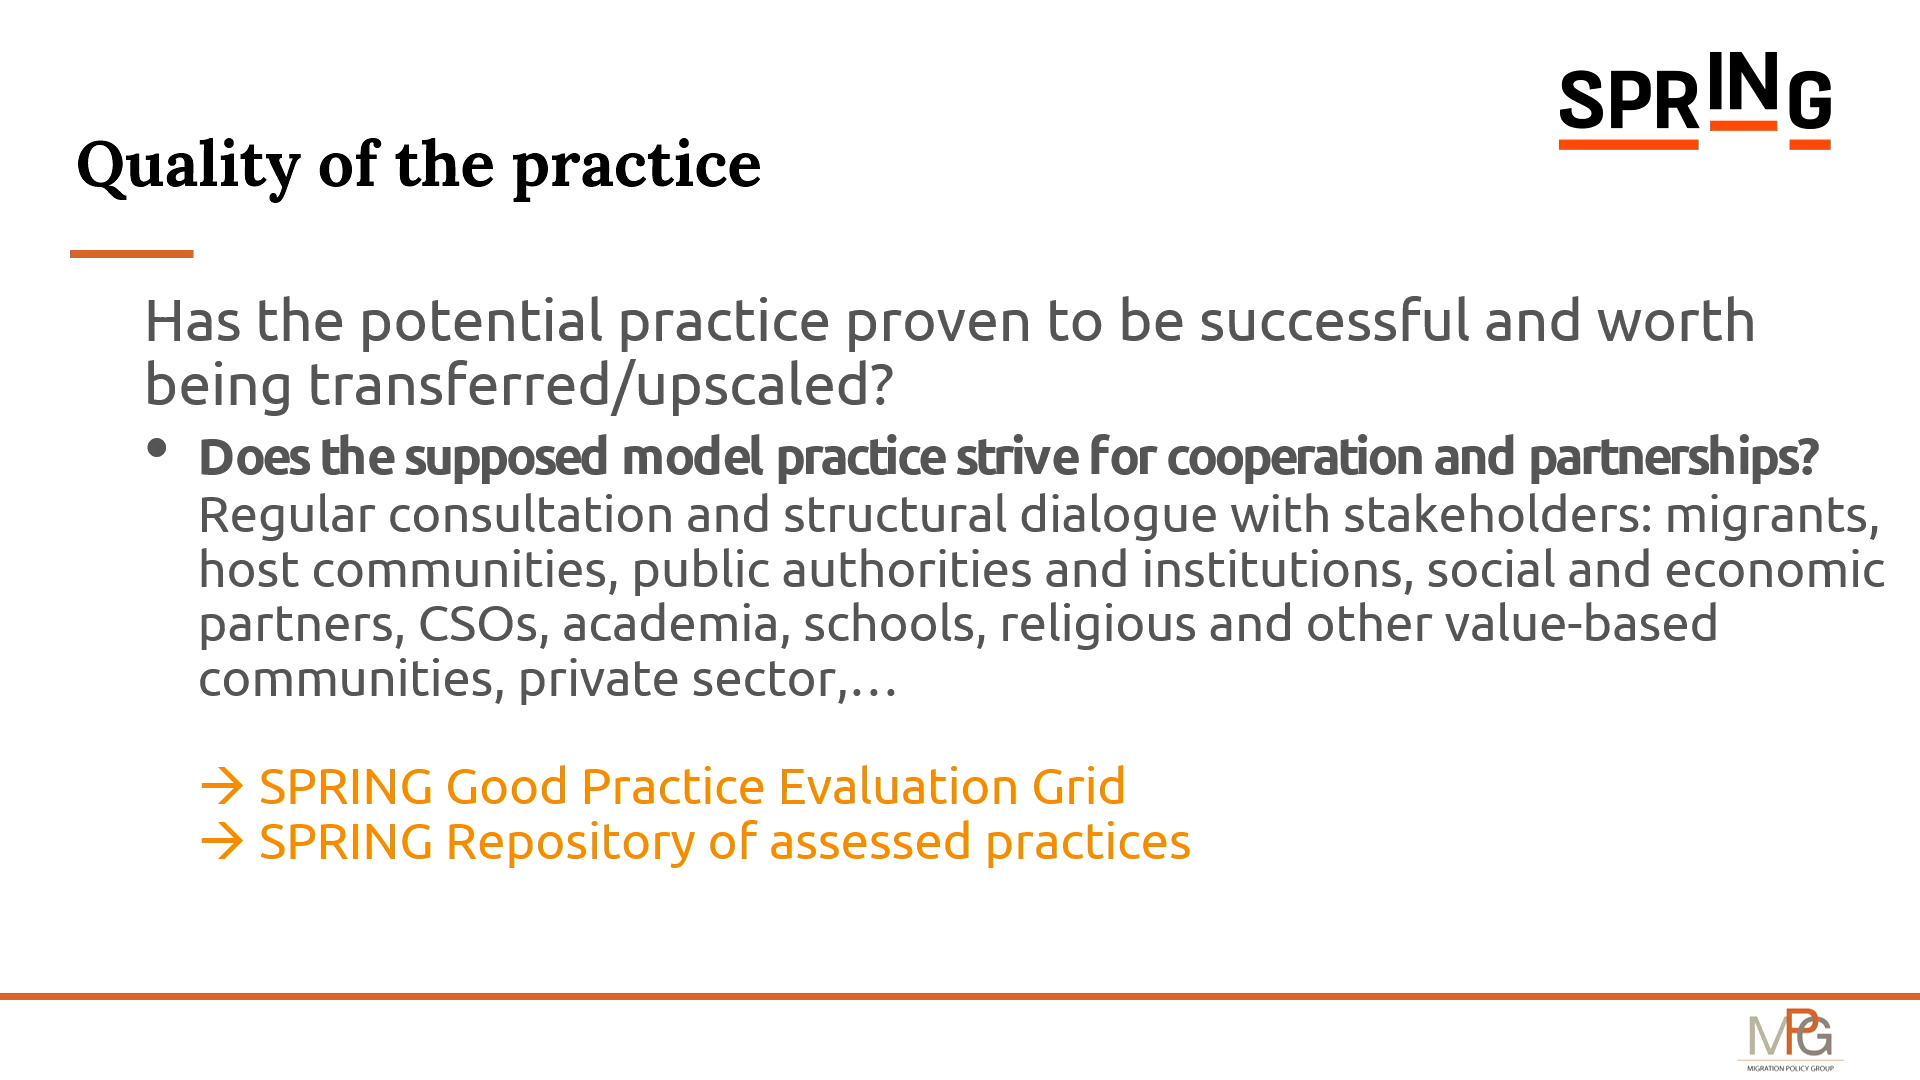 SPRING
Quality of the practice
Has the potential practice proven to be successful and worth
being transferred/upscaled?
• Does the supposed model practice strive for cooperation and partnerships?
Regular consultation and structural dialogue with stakeholders: migrants,
host communities, public authorities and institutions, social and economic
partners, CSOs, academia, schools, religious and other value-based
communities, private sector,…
→ SPRING Good Practice Evaluation Grid
→ SPRING Repository of assessed practices
MPG
MIGRATION POLICY GROUP